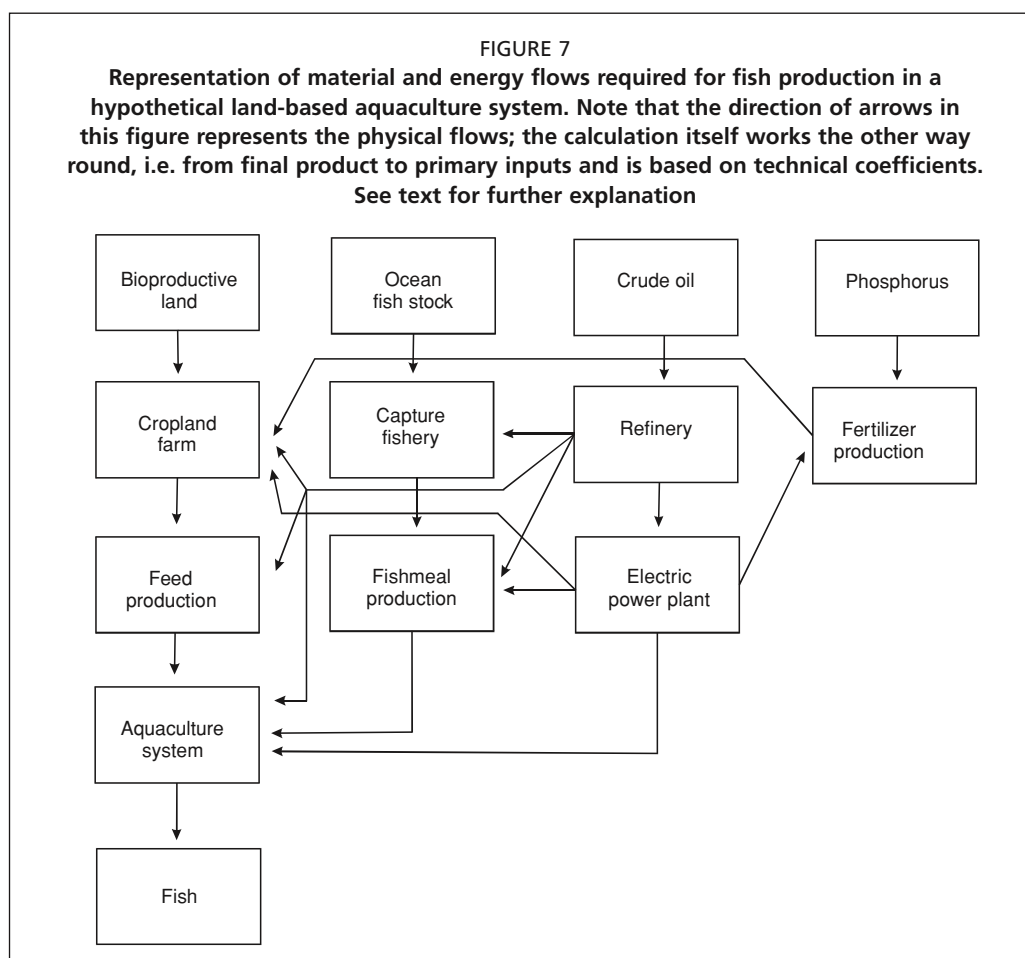 FIGURE 7
Representation of material and energy flows required for fish production in a
hypothetical land-based aquaculture system. Note that the direction of arrows in
this figure represents the physical flows; the calculation itself works the other way
round, i.e. from final product to primary inputs and is based on technical coefficients.
See text for further explanation
Bioproductive
land
Ocean
fish stock
Crude oil
Phosphorus
Cropland
farm
Capture
fishery
Refinery
Fertilizer
production
Feed
production
Fishmeal
production
Electric
power plant
Aquaculture
system
Fish